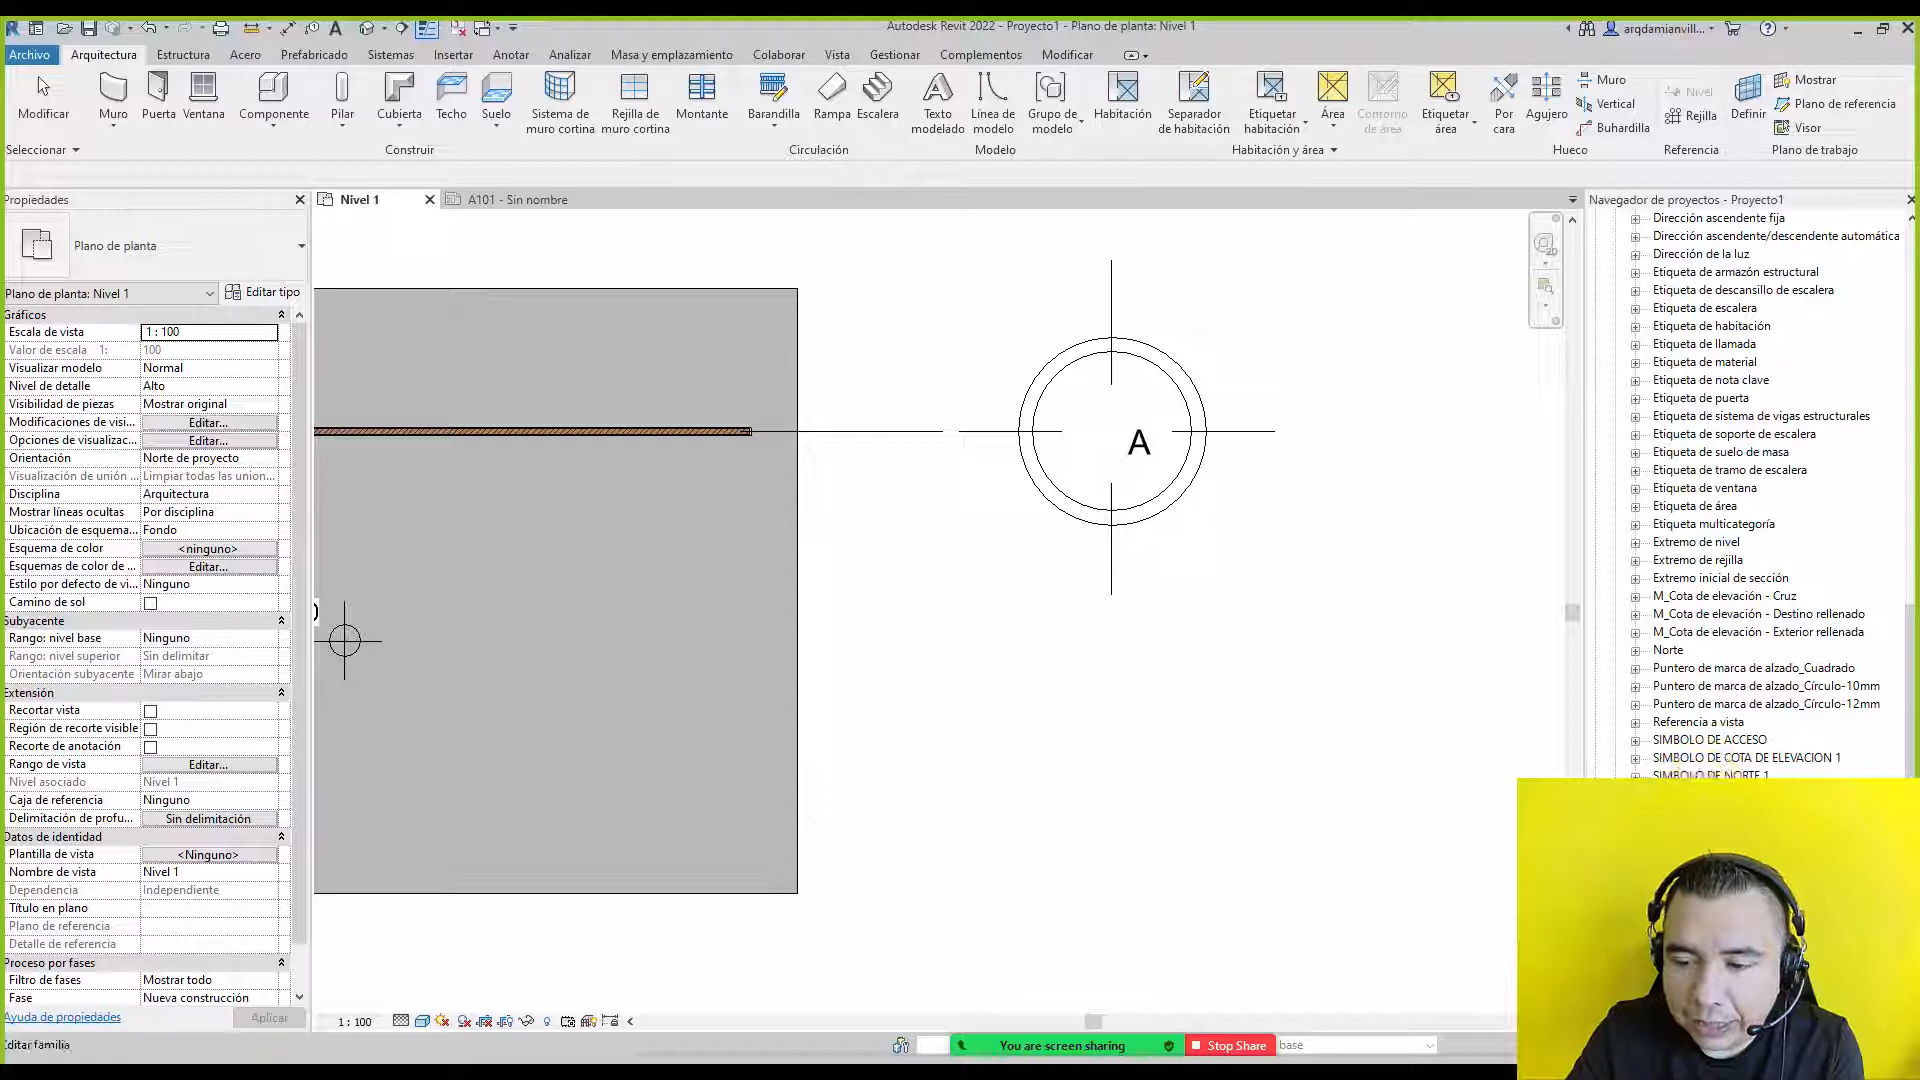 Autodesk Revit 2022 - Proyecto1 - Plano de planta: Nivel 1
arqdamianvill...
Archivo Arquitectura Estructura Acero Prefabricado Sistemas Insertar Anotar Analizar Masa y emplazamiento Colaborar Vista Gestionar Complementos Modificar
Modificar Muro Puerta Ventana Componente Pilar Cubierta Techo Suelo Sistema de muro cortina Rejilla de muro cortina Montante Barandilla Rampa Escalera Texto modelado Línea de modelo Grupo de modelo Habitación Separador de habitación Etiquetar habitación Área Contorno de área Etiquetar área Por cara Agujero Muro Vertical Buhardilla Nivel Rejilla Definir Mostrar Plano de referencia Visor
Seleccionar Construir Circulación Modelo Habitación y área Hueco Referencia Plano de trabajo
Propiedades
Nivel 1
A101 - Sin nombre
Navegador de proyectos - Proyecto1
Plano de planta
Plano de planta: Nivel 1
Editar tipo
Gráficos
Escala de vista 1 : 100
Valor de escala 1: 100
Visualizar modelo Normal
Nivel de detalle Alto
Visibilidad de piezas Mostrar original
Modificaciones de visi... Editar...
Opciones de visualizac... Editar...
Orientación Norte de proyecto
Visualización de unión ... Limpiar todas las union...
Disciplina Arquitectura
Mostrar líneas ocultas Por disciplina
Ubicación de esquema... Fondo
Esquema de color <ninguno>
Esquemas de color de ... Editar...
Estilo por defecto de vi... Ninguno
Camino de sol
Subyacente
Rango: nivel base Ninguno
Rango: nivel superior Sin delimitar
Orientación subyacente Mirar abajo
Extensión
Recortar vista
Región de recorte visible
Recorte de anotación
Rango de vista Editar...
Nivel asociado Nivel 1
Caja de referencia Ninguno
Delimitación de profu... Sin delimitación
Datos de identidad
Plantilla de vista <Ninguno>
Nombre de vista Nivel 1
Dependencia Independiente
Título en plano
Plano de referencia
Detalle de referencia
Proceso por fases
Filtro de fases Mostrar todo
Fase Nueva construcción
Ayuda de propiedades
Aplicar
A
2D
Dirección ascendente fija
Dirección ascendente/descendente automática
Dirección de la luz
Etiqueta de armazón estructural
Etiqueta de descansillo de escalera
Etiqueta de escalera
Etiqueta de habitación
Etiqueta de llamada
Etiqueta de material
Etiqueta de nota clave
Etiqueta de puerta
Etiqueta de sistema de vigas estructurales
Etiqueta de soporte de escalera
Etiqueta de suelo de masa
Etiqueta de tramo de escalera
Etiqueta de ventana
Etiqueta de área
Etiqueta multicategoría
Extremo de nivel
Extremo de rejilla
Extremo inicial de sección
M_Cota de elevación - Cruz
M_Cota de elevación - Destino rellenado
M_Cota de elevación - Exterior rellenada
Norte
Puntero de marca de alzado_Cuadrado
Puntero de marca de alzado_Círculo-10mm
Puntero de marca de alzado_Círculo-12mm
Referencia a vista
SIMBOLO DE ACCESO
SIMBOLO DE COTA DE ELEVACION 1
SIMBOLO DE NORTE 1
1 : 100
Editar familia
You are screen sharing
Stop Share
base